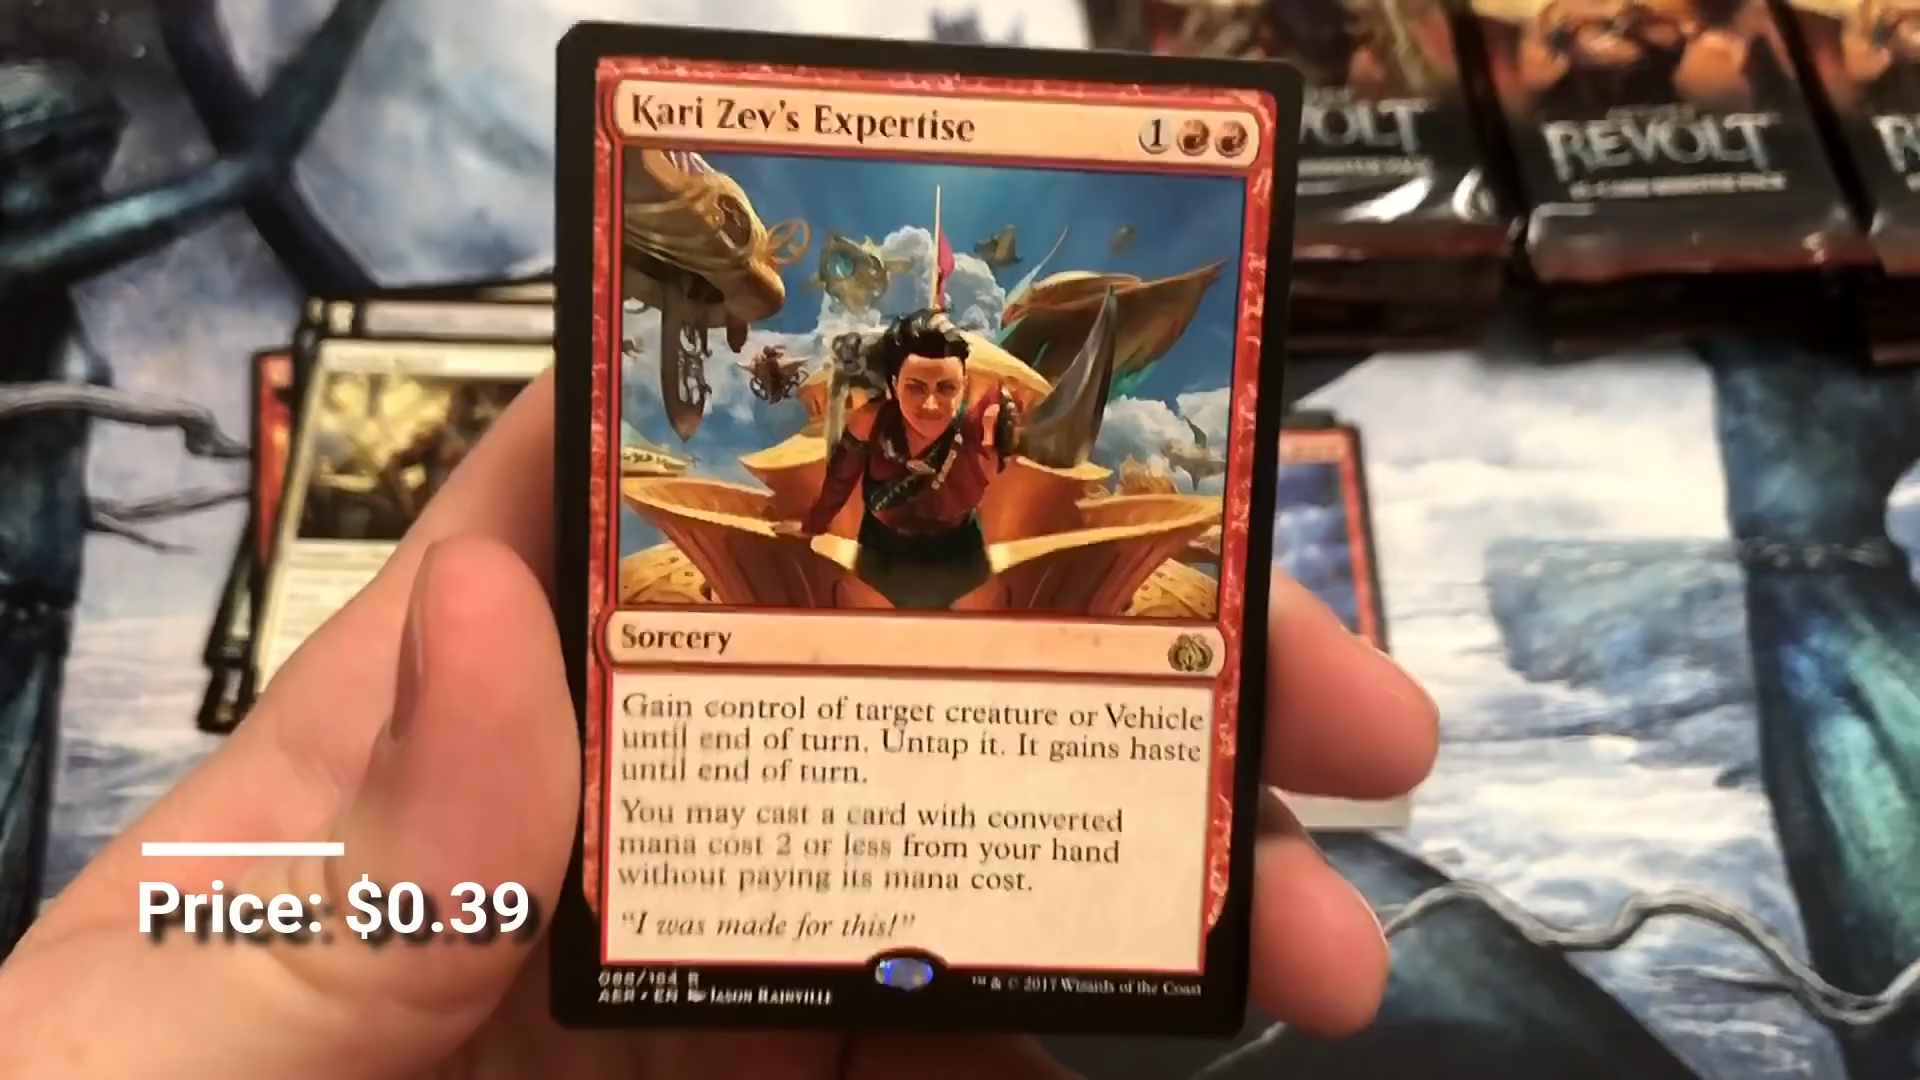 Kari Zev's Expertise 1
Sorcery
Gain control of target creature or Vehicle
until end of turn. Untap it. It gains haste
until end of turn.
You may cast a card with converted
mana cost 2 or less from your hand
without paying its mana cost.
"I was made for this!"
088/184 R
AER • EN Jason Rainville
™ & © 2017 Wizards of the Coast
REVOLT
Price: $0.39